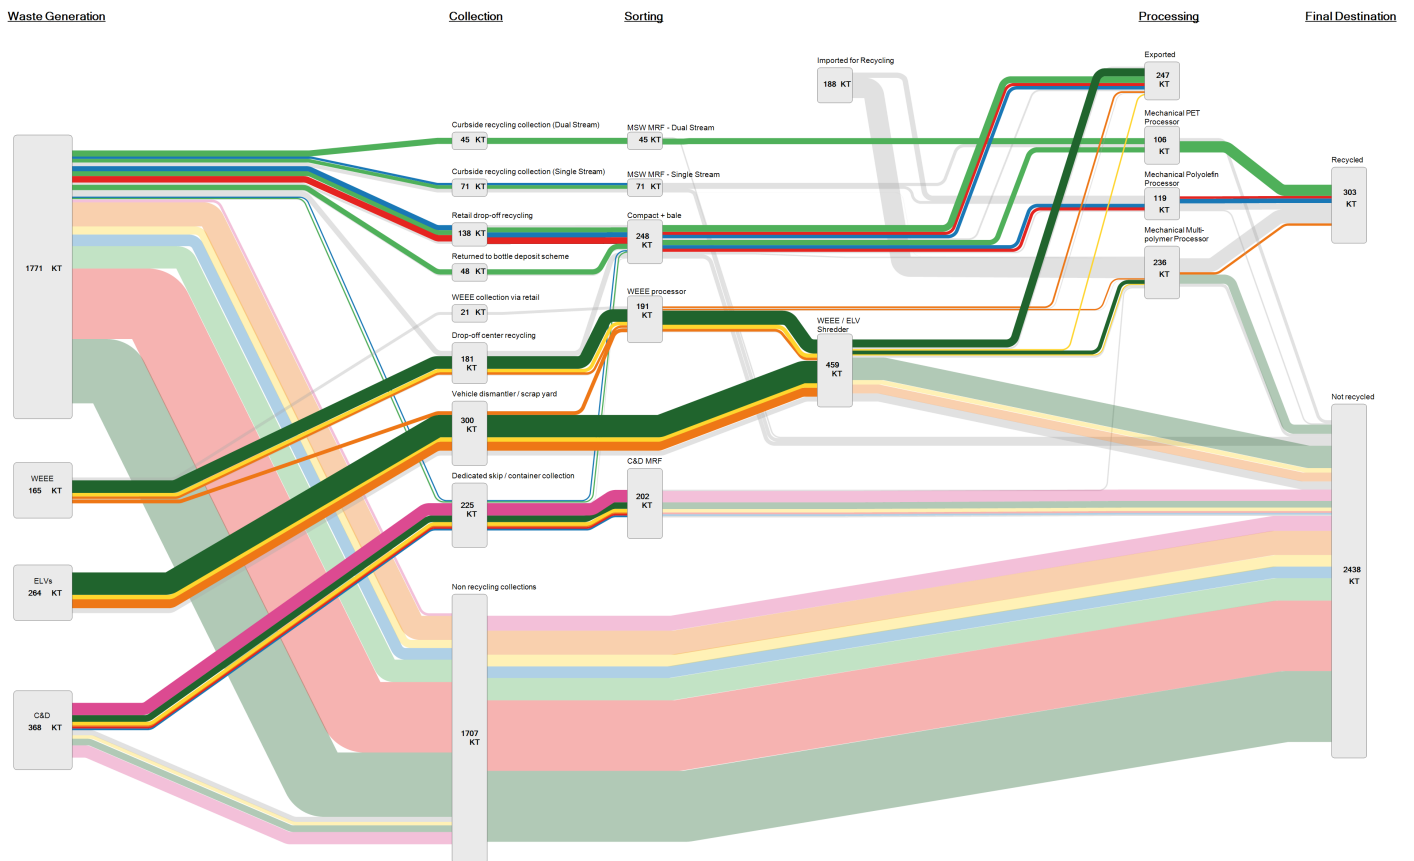 Waste Generation
Collection
Sorting
Processing
Final Destination
1771 KT
WEEE
165 KT
ELVs
264 KT
C&D
368 KT
Curbside recycling collection (Dual Stream)
45 KT
Curbside recycling collection (Single Stream)
71 KT
Retail drop-off recycling
138 KT
Returned to bottle deposit scheme
48 KT
WEEE collection via retail
21 KT
Drop-off center recycling
181
KT
Vehicle dismantler / scrap yard
300
KT
Dedicated skip / container collection
225
KT
Non recycling collections
1707
KT
MSW MRF - Dual Stream
45 KT
MSW MRF - Single Stream
71 KT
Compact + bale
248
KT
WEEE processor
191
KT
C&D MRF
202
KT
Imported for Recycling
188 KT
WEEE / ELV
Shredder
459
KT
Exported
247
KT
Mechanical PET
Processor
106
KT
Mechanical Polyolefin
Processor
119
KT
Mechanical Multi-
polymer Processor
236
KT
Recycled
303
KT
Not recycled
2438
KT